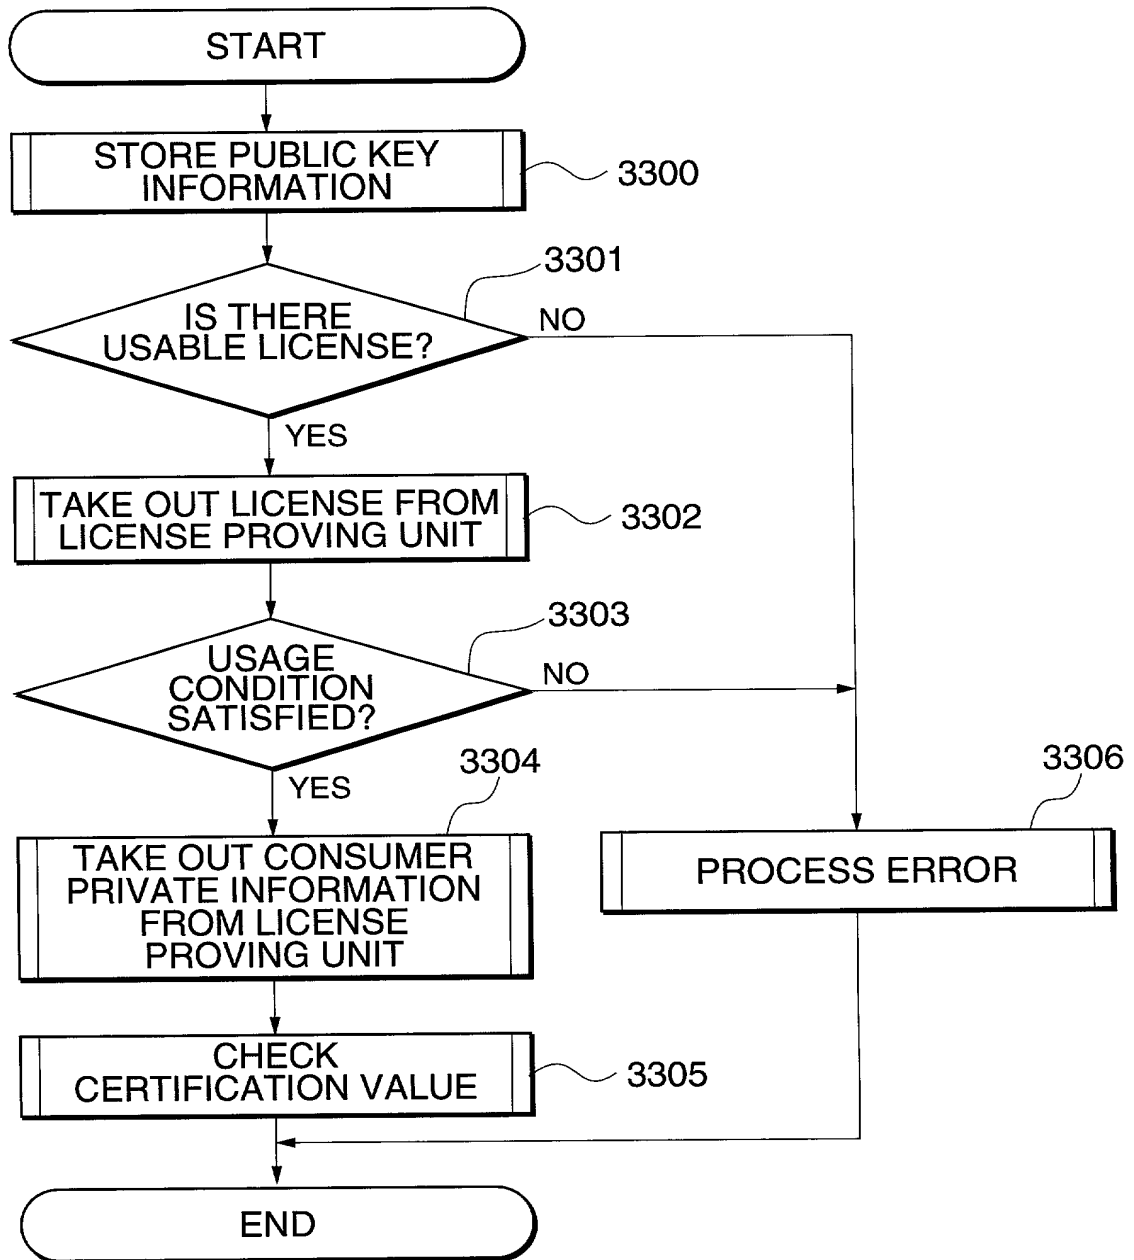 START
STORE PUBLIC KEY
INFORMATION
3300
3301
IS THERE
USABLE LICENSE?
NO
YES
TAKE OUT LICENSE FROM
LICENSE PROVING UNIT
3302
3303
USAGE
CONDITION
SATISFIED?
NO
YES
3304
3306
TAKE OUT CONSUMER
PRIVATE INFORMATION
FROM LICENSE
PROVING UNIT
PROCESS ERROR
CHECK
CERTIFICATION VALUE
3305
END